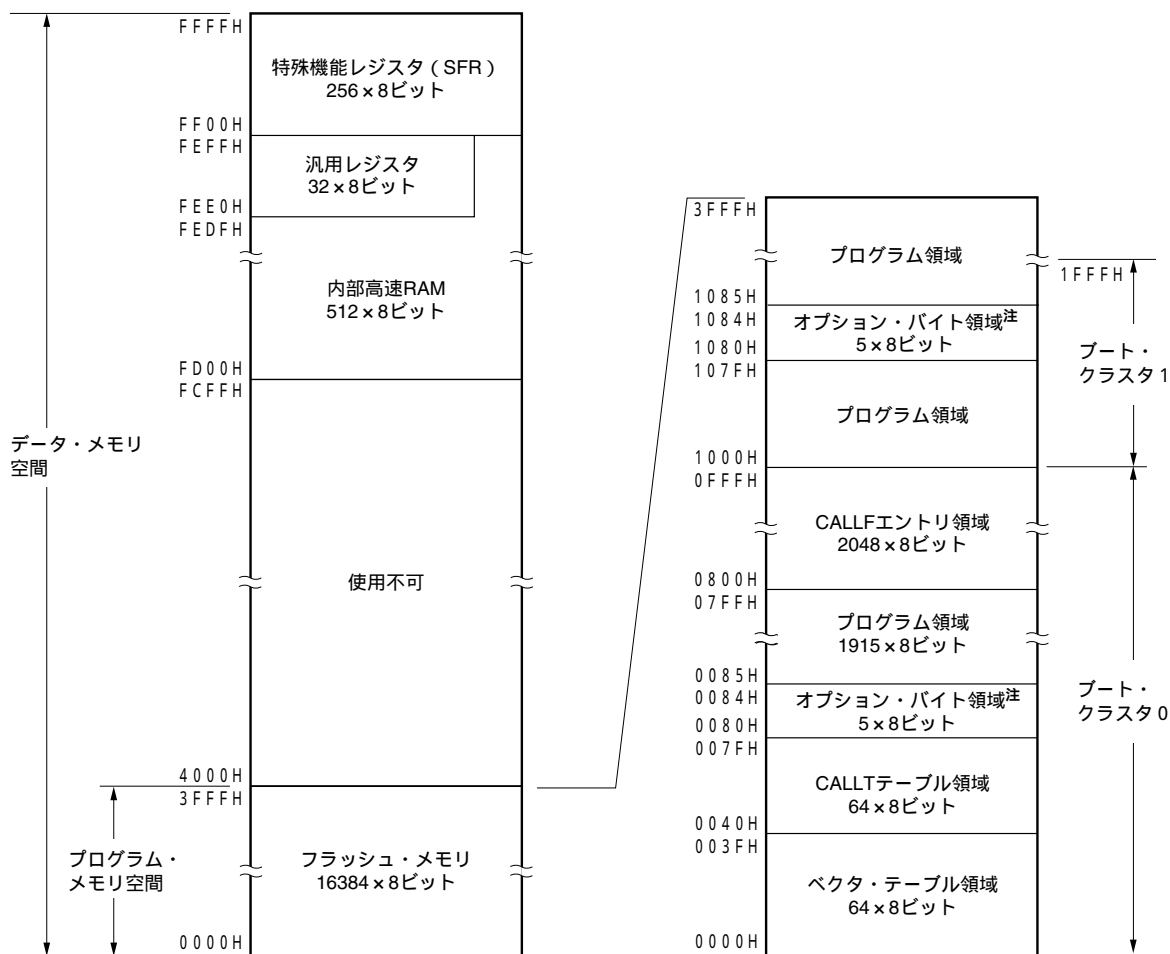 FFFFH
特殊機能レジスタ(SFR)
256×8ビット
FF00H
FEFFH
汎用レジスタ
32×8ビット
FEE0H
FEDFH
内部高速RAM
512×8ビット
FD00H
FCFFH
データ・メモリ
空間
使用不可
4000H
3FFFH
プログラム・
メモリ空間
フラッシュ・メモリ
16384×8ビット
0000H
3FFFH
プログラム領域
1FFFH
1085H
1084H
オプション・バイト領域注
5×8ビット
1080H
107FH
ブート・
クラスタ1
プログラム領域
1000H
0FFFH
CALLFエントリ領域
2048×8ビット
0800H
07FFH
プログラム領域
1915×8ビット
0085H
0084H
オプション・バイト領域注
5×8ビット
0080H
007FH
ブート・
クラスタ0
CALLTテーブル領域
64×8ビット
0040H
003FH
ベクタ・テーブル領域
64×8ビット
0000H